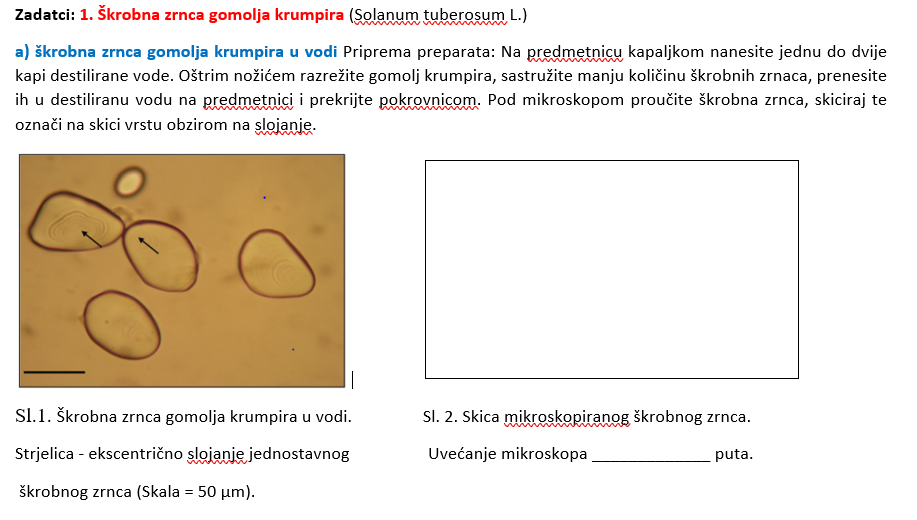 Zadatci: 1. Škrobna zrnca gomolja krumpira (Solanum tuberosum L.)
a) škrobna zrnca gomolja krumpira u vodi Priprema preparata: Na predmetnicu kapaljkom nanesite jednu do dvije
kapi destilirane vode. Oštrim nožićem razrežite gomolj krumpira, sastružite manju količinu škrobnih zrnaca, prenesite
ih u destiliranu vodu na predmetnici i prekrijte pokrovnicom. Pod mikroskopom proučite škrobna zrnca, skiciraj te
označi na skici vrstu obzirom na slojanje.
Sl.1. Škrobna zrnca gomolja krumpira u vodi.
Strjelica - ekscentrično slojanje jednostavnog
škrobnog zrnca (Skala = 50 µm).
Sl. 2. Skica mikroskopiranog škrobnog zrnca.
Uvećanje mikroskopa _____________ puta.